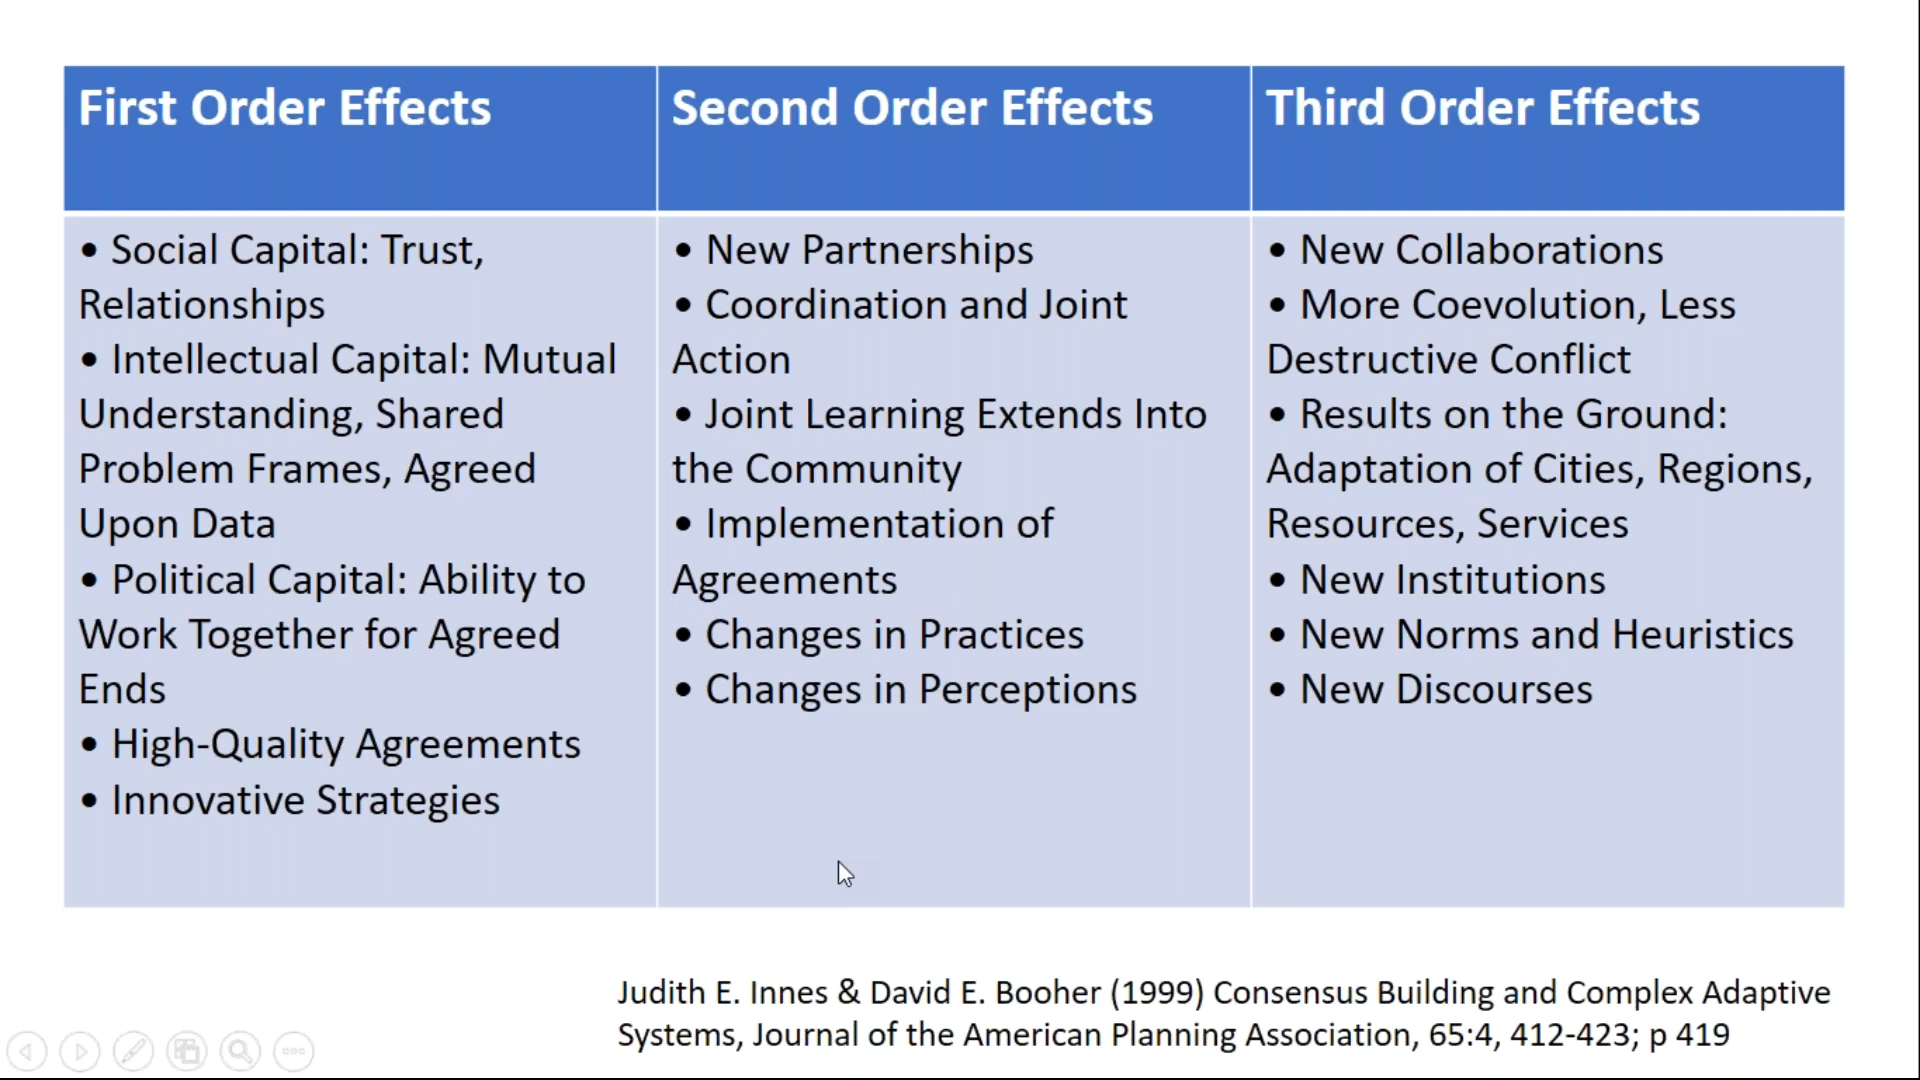 First Order Effects
Second Order Effects
Third Order Effects
• Social Capital: Trust,
Relationships
• Intellectual Capital: Mutual
Understanding, Shared
Problem Frames, Agreed
Upon Data
• Political Capital: Ability to
Work Together for Agreed
Ends
• High-Quality Agreements
• Innovative Strategies
• New Partnerships
• Coordination and Joint
Action
• Joint Learning Extends Into
the Community
• Implementation of
Agreements
• Changes in Practices
• Changes in Perceptions
• New Collaborations
• More Coevolution, Less
Destructive Conflict
• Results on the Ground:
Adaptation of Cities, Regions,
Resources, Services
• New Institutions
• New Norms and Heuristics
• New Discourses
Judith E. Innes & David E. Booher (1999) Consensus Building and Complex Adaptive
Systems, Journal of the American Planning Association, 65:4, 412-423; p 419